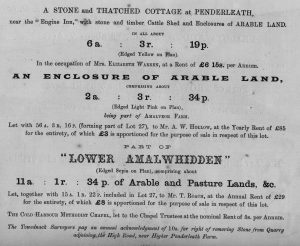 A STONE and THATCHED COTTAGE at PENDERLEATH,
near the "Engine Inn," with stone and timber Cattle Shed and Enclosures of ARABLE LAND.
IN ALL ABOUT
6a. : 3r. : 19p.
(Edged Yellow on Plan).
In the occupation of Mrs. ELIZABETH WARREN, at a Rent of £6 15s. per Annum.
AN ENCLOSURE OF ARABLE LAND,
COMPRISING ABOUT
2a. : 3r. : 34p.
(Edged Light Pink on Plan),
being part of AMALVEOR FARM.
Let with 56a. 3r. 16p. (forming part of Lot 27), to Mr. A. W. HOLLOW, at the Yearly Rent of £85
for the entirety, of which £3 is apportioned for the purpose of sale in respect of this lot.
PART OF
"LOWER AMALWHIDDEN"
(Edged Sepia on Plan), comprising about
11a. : 1r. : 34p. of Arable and Pasture Lands, &c.
Let, together with 15a. 1r. 22p. included in Lot 27, to Mr. T. at the Annual Rent of £29
for the entirety, of which £8 is apportioned for the purpose of sale in respect of this lot.
THE COLD HARBOUR METHODIST CHAPEL, let to the Chapel Trustees at the nominal Rent of 5s. per Annum.
The Townshuck Surveyors pay an annual acknowledgment of 10s. for right of removing Stone from Quarry
adjoining the High Road, near Higher Penderleath Farm.